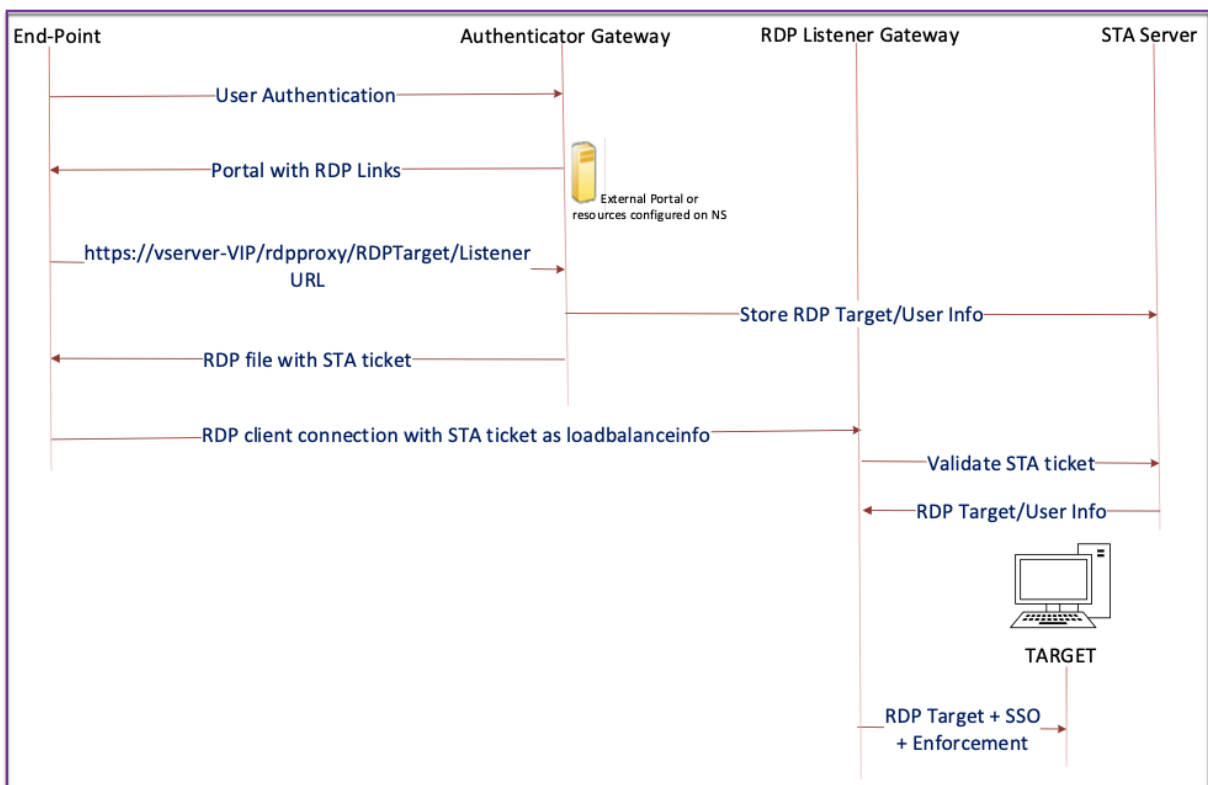 End-Point
Authenticator Gateway
RDP Listener Gateway
STA Server
User Authentication
Portal with RDP Links
External Portal or
resources configured on NS
https://vserver-VIP/rdpproxy/RDPTarget/Listener
URL
Store RDP Target/User Info
RDP file with STA ticket
RDP client connection with STA ticket as loadbalanceinfo
Validate STA ticket
RDP Target/User Info
TARGET
RDP Target + SSO
+ Enforcement